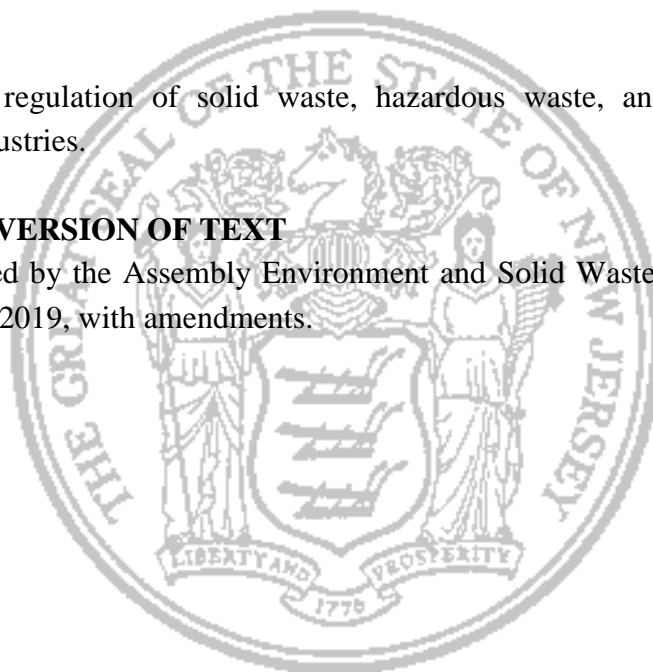 regulation of solid waste, hazardous waste, an
ustries.
VERSION OF TEXT
ed by the Assembly Environment and Solid Waste
2019, with amendments.
THE GREAT SEAL OF THE STATE OF NEW JERSEY
LIBERTY AND PROSPERITY
1776